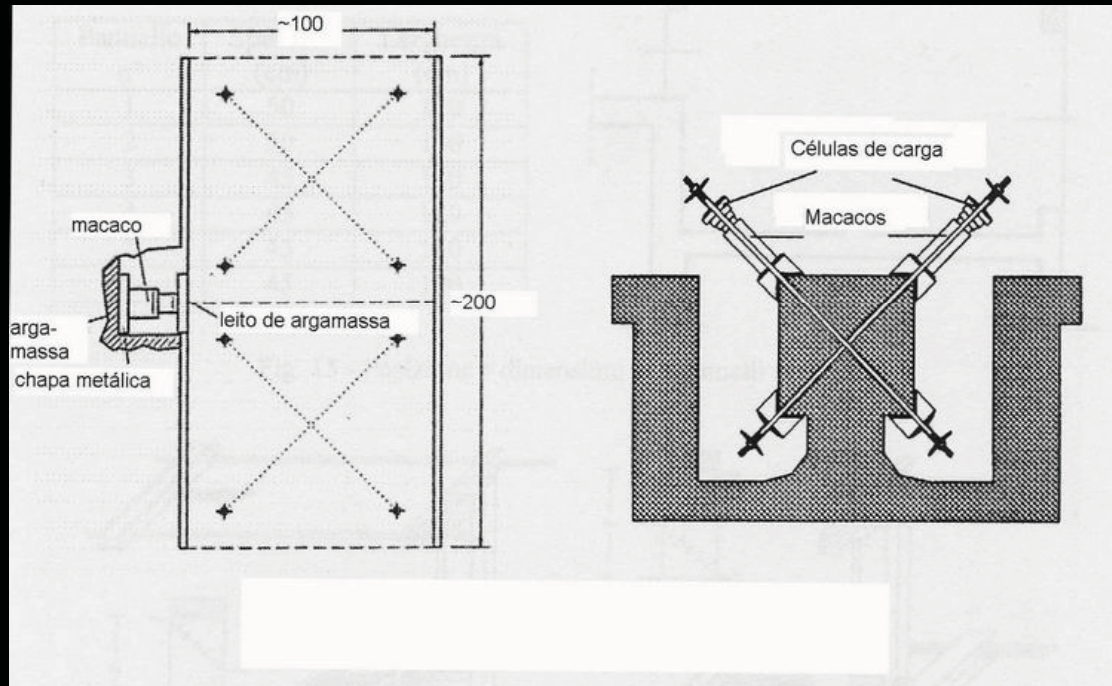 ~100
macaco
arga-
massa
chapa metálica
leito de argamassa
~200
Células de carga
Macacos